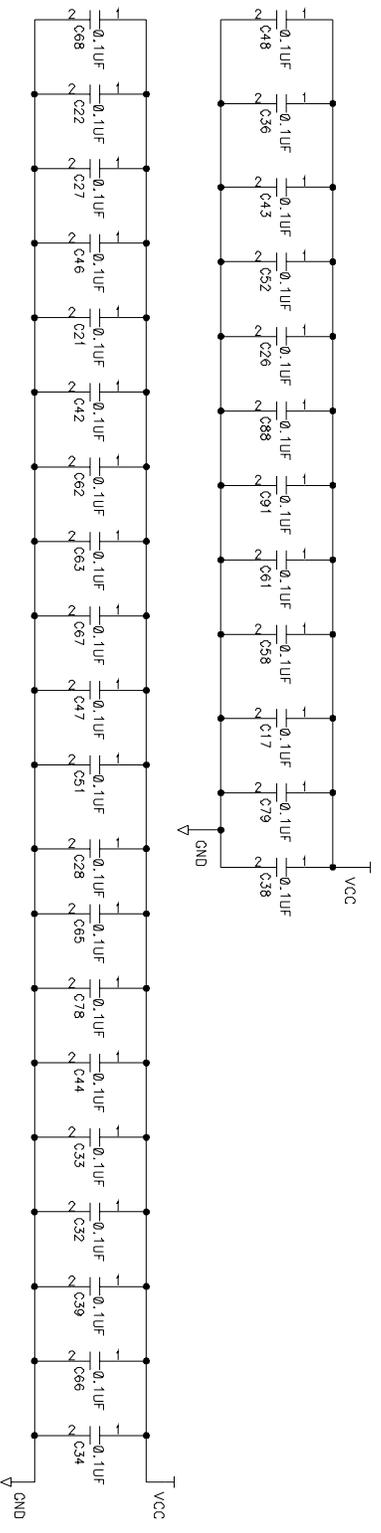 VCC
1
0.1UF
C48
2
1
0.1UF
C36
2
1
0.1UF
C43
2
1
0.1UF
C52
2
1
0.1UF
C26
2
1
0.1UF
C88
2
1
0.1UF
C91
2
1
0.1UF
C61
2
1
0.1UF
C58
2
1
0.1UF
C17
2
1
0.1UF
C79
2
1
0.1UF
C38
2
GND
VCC
1
0.1UF
C68
2
1
0.1UF
C22
2
1
0.1UF
C27
2
1
0.1UF
C46
2
1
0.1UF
C21
2
1
0.1UF
C42
2
1
0.1UF
C62
2
1
0.1UF
C63
2
1
0.1UF
C67
2
1
0.1UF
C47
2
1
0.1UF
C51
2
1
0.1UF
C28
2
1
0.1UF
C65
2
1
0.1UF
C78
2
1
0.1UF
C44
2
1
0.1UF
C33
2
1
0.1UF
C32
2
1
0.1UF
C39
2
1
0.1UF
C66
2
1
0.1UF
C34
2
GND